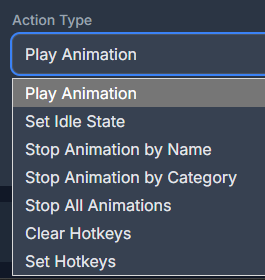 Action Type
Play Animation
Play Animation
Set Idle State
Stop Animation by Name
Stop Animation by Category
Stop All Animations
Clear Hotkeys
Set Hotkeys